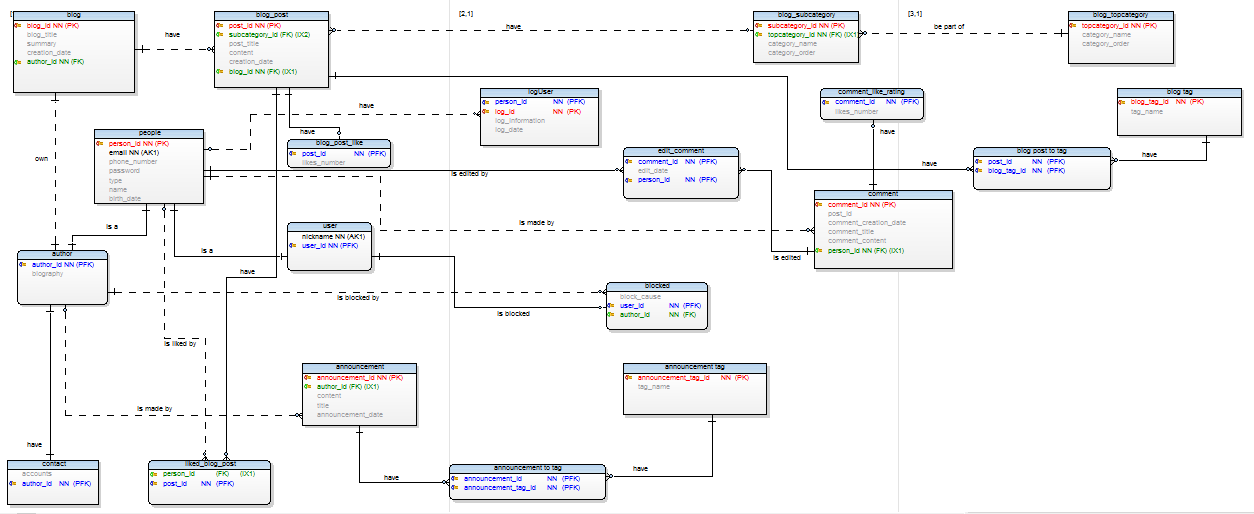 [
blog
blog_id NN (PK)
blog_title
summary
creation_date
author_id NN (FK)
have
blog_post
post_id NN (PK)
subcategory_id (FK) (IX2)
post_title
content
creation_date
blog_id NN (FK) (IX1)
[2,1]
have
blog_subcategory
subcategory_id NN (PK)
topcategory_id NN (FK) (IX1)
category_name
category_order
[3,1]
be part of
blog_topcategory
topcategory_id NN (PK)
category_name
category_order
logUser
person_id NN (PFK)
log_id NN (PK)
log_information
log_date
have
comment_like_rating
comment_id NN (PFK)
likes_number
have
blog tag
blog_tag_id NN (PK)
tag_name
have
people
person_id NN (PK)
email NN (AK1)
phone_number
password
type
name
birth_date
own
have
blog_post_like
post_id NN (PFK)
likes_number
edit_comment
comment_id NN (PFK)
edit_date
person_id NN (PFK)
is edited by
have
blog post to tag
post_id NN (PFK)
blog_tag_id NN (PFK)
comment
comment_id NN (PK)
post_id
comment_creation_date
comment_title
comment_content
person_id NN (FK) (IX1)
is made by
is edited
is a
is a
user
nickname NN (AK1)
user_id NN (PFK)
author
author_id NN (PFK)
biography
have
is blocked by
is blocked
blocked
block_cause
user_id NN (PFK)
author_id NN (FK)
is liked by
announcement
announcement_id NN (PK)
author_id (FK) (IX1)
content
title
announcement_date
announcement tag
announcement_tag_id NN (PK)
tag_name
is made by
have
contact
accounts
author_id NN (PFK)
liked_blog_post
person_id (FK) (IX1)
post_id NN (PFK)
have
announcement to tag
announcement_id NN (PFK)
announcement_tag_id NN (PFK)
have